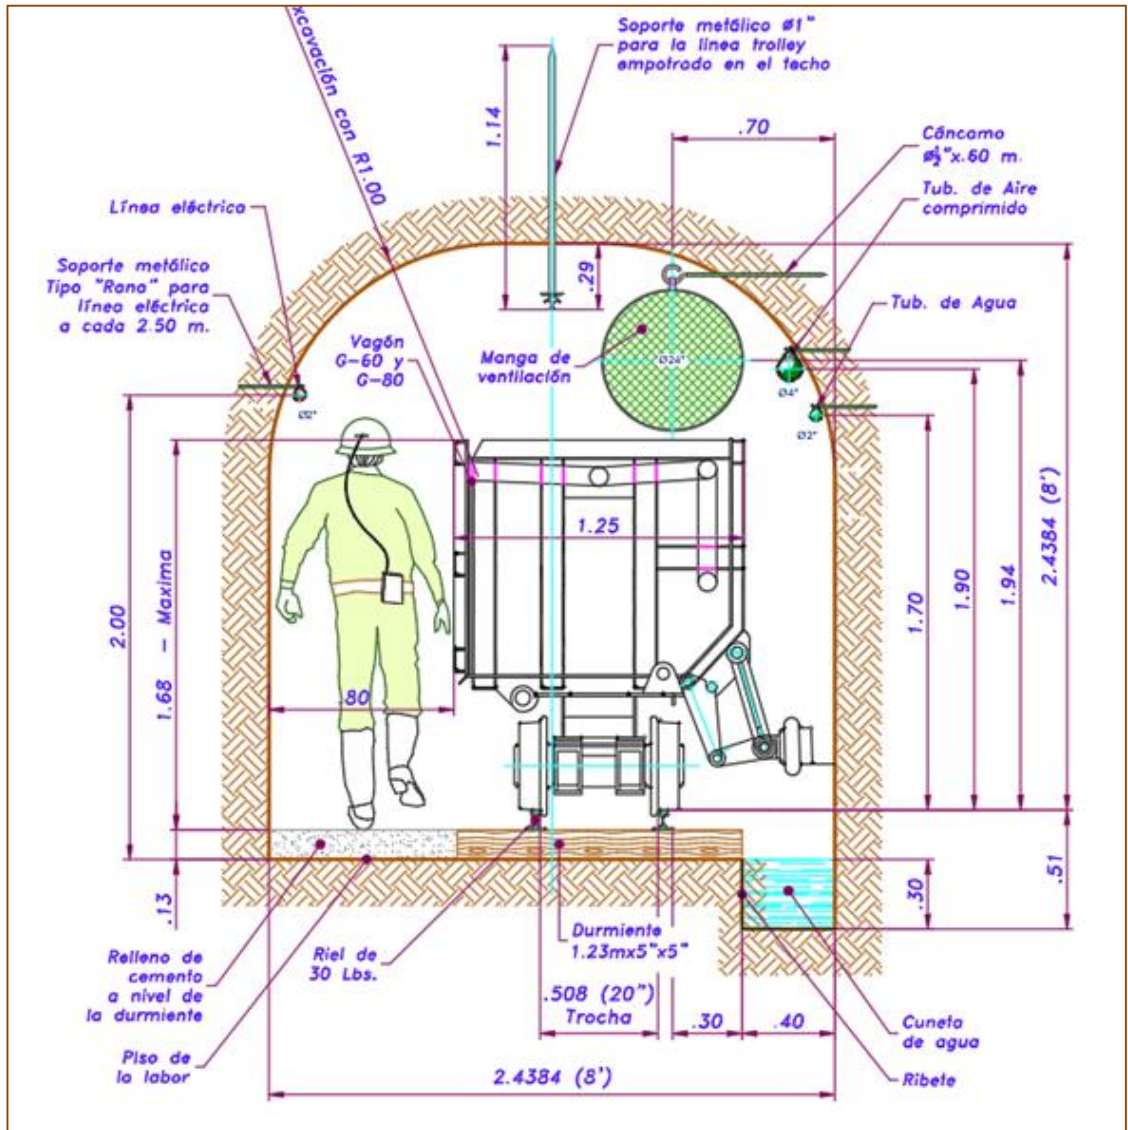 xcavación con R1.00
Soporte metálico Ø1"
para la línea trolley
empotrado en el techo
1.14
.70
Cáncamo
Ø½"x.60 m.
Tub. de Aire
comprimido
Línea eléctrica
Soporte metálico
Tipo "Rana" para
línea eléctrica
a cada 2.50 m.
.29
Tub. de Agua
Vagón
G-60 y
G-80
Manga de
ventilación
Ø24"
Ø4"
Ø2"
Ø2"
1.25
2.00
1.68 – Maxima
.80
1.70
1.90
1.94
2.4384 (8')
.13
.30
.51
Relleno de
cemento
a nivel de
la durmiente
Riel de
30 Lbs.
Durmiente
1.23mx5"x5"
.508 (20")
Trocha
.30
.40
Cuneta
de agua
Piso de
la labor
Ribete
2.4384 (8')